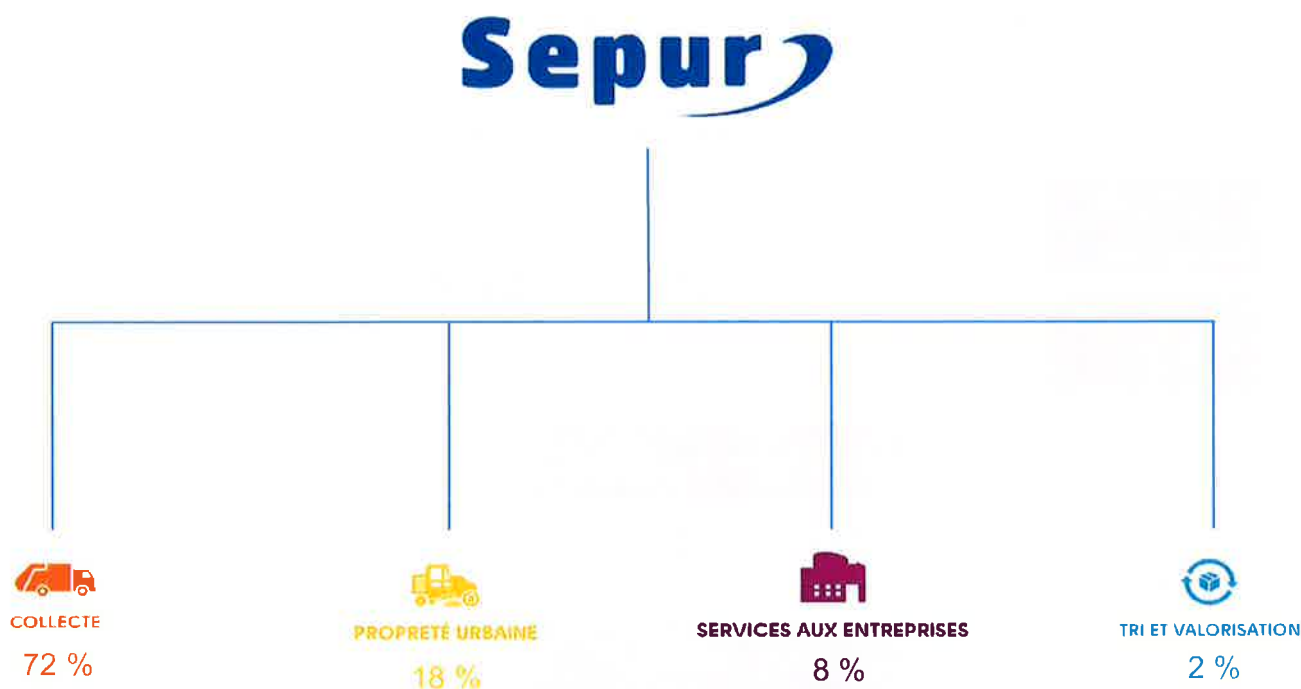 Sepur
COLLECTE
72 %
PROPRETÉ URBAINE
18 %
SERVICES AUX ENTREPRISES
8 %
TRI ET VALORISATION
2 %